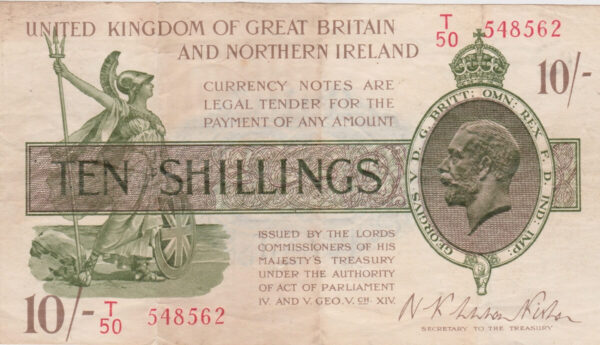 UNITED KINGDOM OF GREAT BRITAIN
AND NORTHERN IRELAND
T
50 548562
CURRENCY NOTES ARE
LEGAL TENDER FOR THE
PAYMENT OF ANY AMOUNT
10/-
GEORGIVS V D. G. BRITT: OMN: REX F. D. IND: IMP:
TEN SHILLINGS
ISSUED BY THE LORDS
COMMISSIONERS OF HIS
MAJESTY'S TREASURY
UNDER THE AUTHORITY
OF ACT OF PARLIAMENT
IV. AND V. GEO. V. CH. XIV.
10/- T
50 548562
SECRETARY TO THE TREASURY